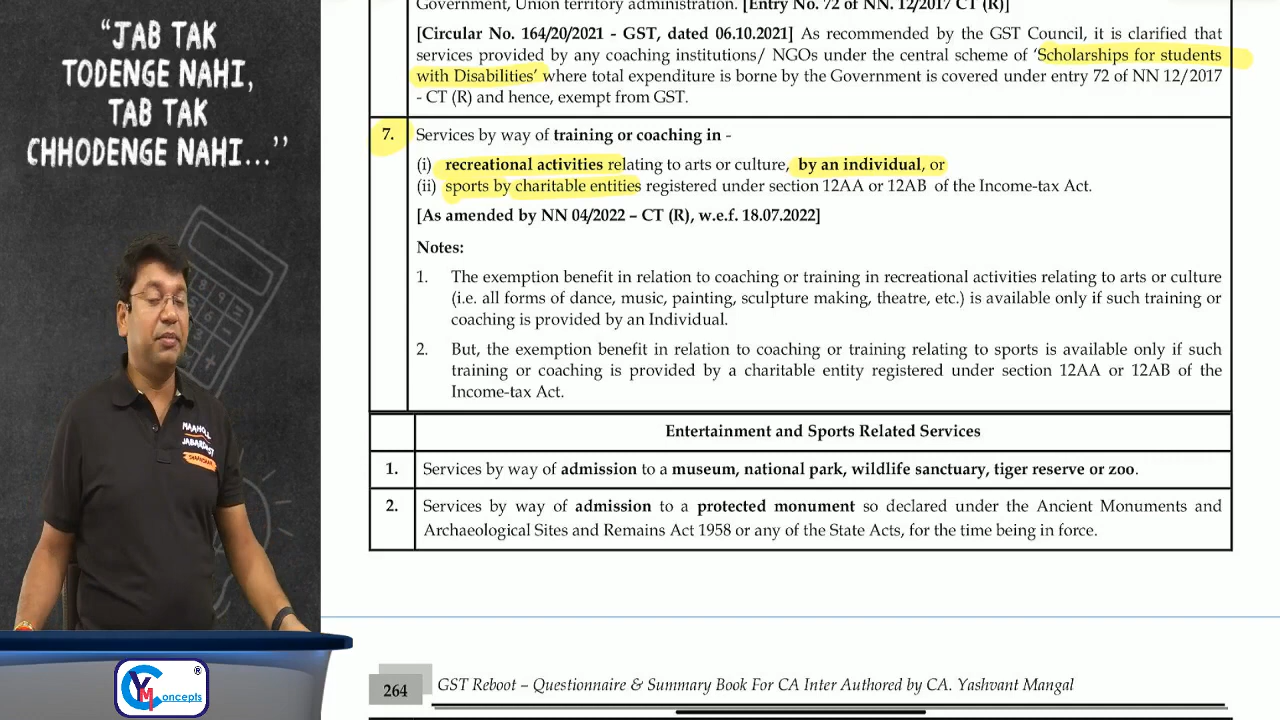 “JAB TAK
TODENGE NAHI,
TAB TAK
CHHODENGE NAHI...’’
Government, Union territory administration. [Entry No. 72 of NN. 12/2017 CT (R)]
[Circular No. 164/20/2021 - GST, dated 06.10.2021] As recommended by the GST Council, it is clarified that
services provided by any coaching institutions/ NGOs under the central scheme of ‘Scholarships for students
with Disabilities’ where total expenditure is borne by the Government is covered under entry 72 of NN 12/2017
- CT (R) and hence, exempt from GST.
7. Services by way of training or coaching in -
(i) recreational activities relating to arts or culture, by an individual, or
(ii) sports by charitable entities registered under section 12AA or 12AB of the Income-tax Act.
[As amended by NN 04/2022 – CT (R), w.e.f. 18.07.2022]
Notes:
1. The exemption benefit in relation to coaching or training in recreational activities relating to arts or culture
(i.e. all forms of dance, music, painting, sculpture making, theatre, etc.) is available only if such training or
coaching is provided by an Individual.
2. But, the exemption benefit in relation to coaching or training relating to sports is available only if such
training or coaching is provided by a charitable entity registered under section 12AA or 12AB of the
Income-tax Act.
Entertainment and Sports Related Services
1. Services by way of admission to a museum, national park, wildlife sanctuary, tiger reserve or zoo.
2. Services by way of admission to a protected monument so declared under the Ancient Monuments and
Archaeological Sites and Remains Act 1958 or any of the State Acts, for the time being in force.
264 GST Reboot – Questionnaire & Summary Book For CA Inter Authored by CA. Yashvant Mangal
MAAHOUL
JABARDAST
YM Concepts ®